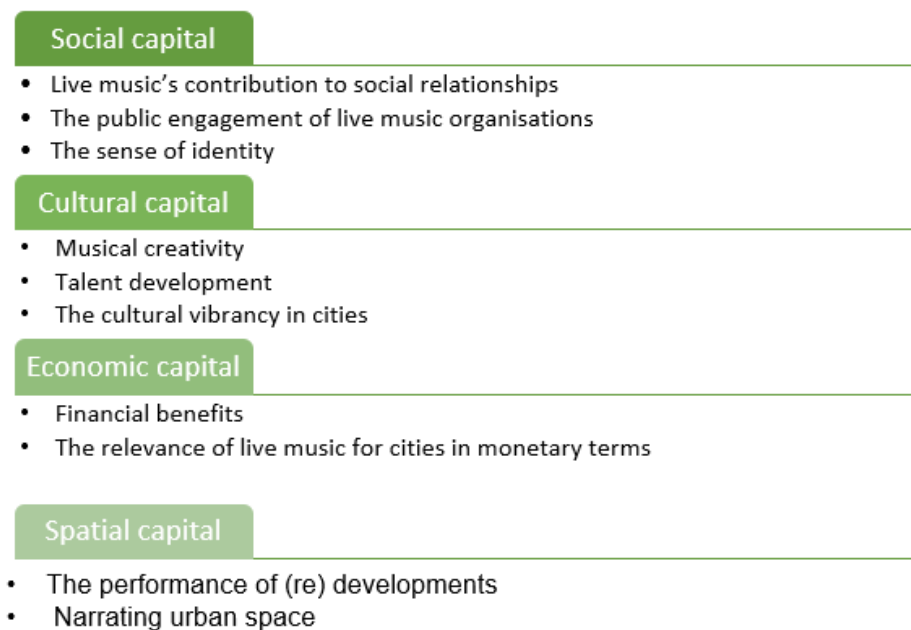 Social capital
• Live music's contribution to social relationships
• The public engagement of live music organisations
• The sense of identity
Cultural capital
• Musical creativity
• Talent development
• The cultural vibrancy in cities
Economic capital
• Financial benefits
• The relevance of live music for cities in monetary terms
Spatial capital
• The performance of (re) developments
• Narrating urban space